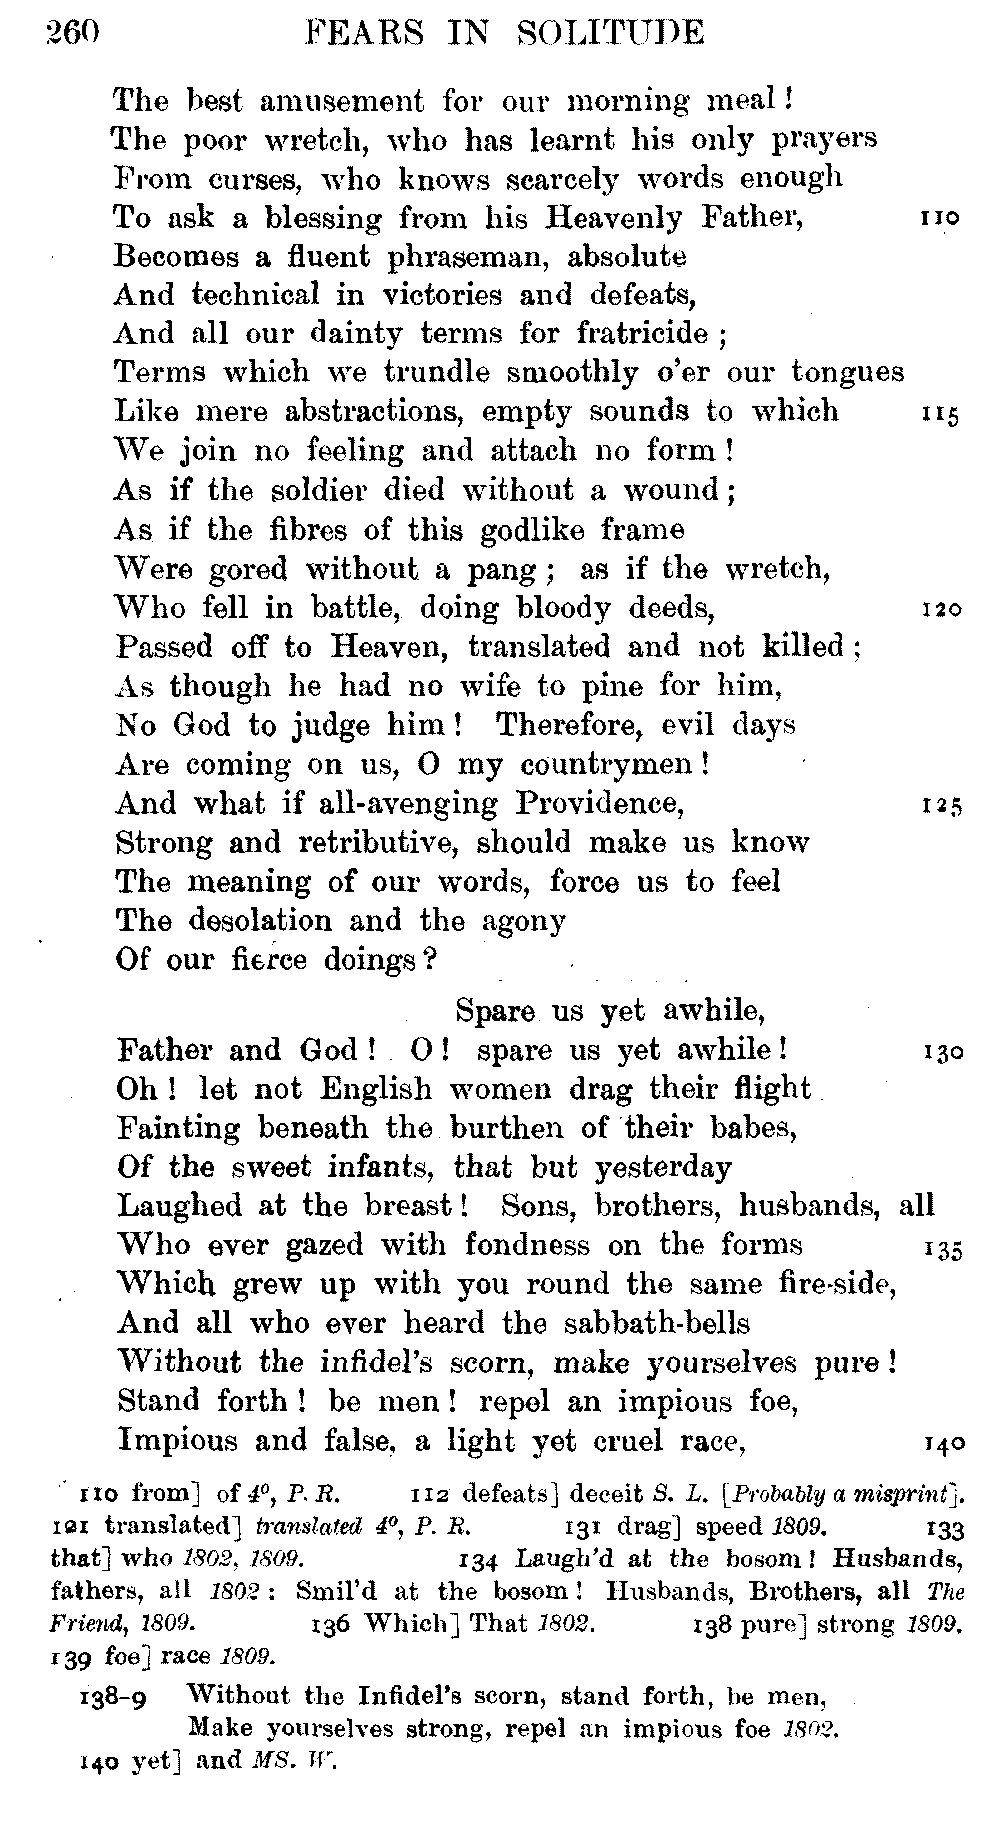 260 FEARS IN SOLITUDE
The best amusement for our morning meal !
The poor wretch, who has learnt his only prayers
From curses, who knows scarcely words enough
To ask a blessing from his Heavenly Father, 110
Becomes a fluent phraseman, absolute
And technical in victories and defeats,
And all our dainty terms for fratricide ;
Terms which we trundle smoothly o'er our tongues
Like mere abstractions, empty sounds to which 115
We join no feeling and attach no form !
As if the soldier died without a wound ;
As if the fibres of this godlike frame
Were gored without a pang ; as if the wretch,
Who fell in battle, doing bloody deeds, 120
Passed off to Heaven, translated and not killed ;
As though he had no wife to pine for him,
No God to judge him ! Therefore, evil days
Are coming on us, O my countrymen !
And what if all-avenging Providence, 125
Strong and retributive, should make us know
The meaning of our words, force us to feel
The desolation and the agony
Of our fierce doings ?
Spare us yet awhile,
Father and God ! O ! spare us yet awhile ! 130
Oh ! let not English women drag their flight
Fainting beneath the burthen of their babes,
Of the sweet infants, that but yesterday
Laughed at the breast ! Sons, brothers, husbands, all
Who ever gazed with fondness on the forms 135
Which grew up with you round the same fire-side,
And all who ever heard the sabbath-bells
Without the infidel's scorn, make yourselves pure !
Stand forth ! be men ! repel an impious foe,
Impious and false, a light yet cruel race, 140
110 from] of 4º, P. R. 112 defeats] deceit S. L. [Probably a misprint].
121 translated] translated 4º, P. R. 131 drag] speed 1809. 133
that] who 1802, 1809. 134 Laugh'd at the bosom ! Husbands,
fathers, all 1802 : Smil'd at the bosom ! Husbands, Brothers, all The
Friend, 1809. 136 Which] That 1802. 138 pure] strong 1809.
139 foe] race 1809.
138-9 Without the Infidel's scorn, stand forth, be men,
Make yourselves strong, repel an impious foe 1802.
140 yet] and MS. W.